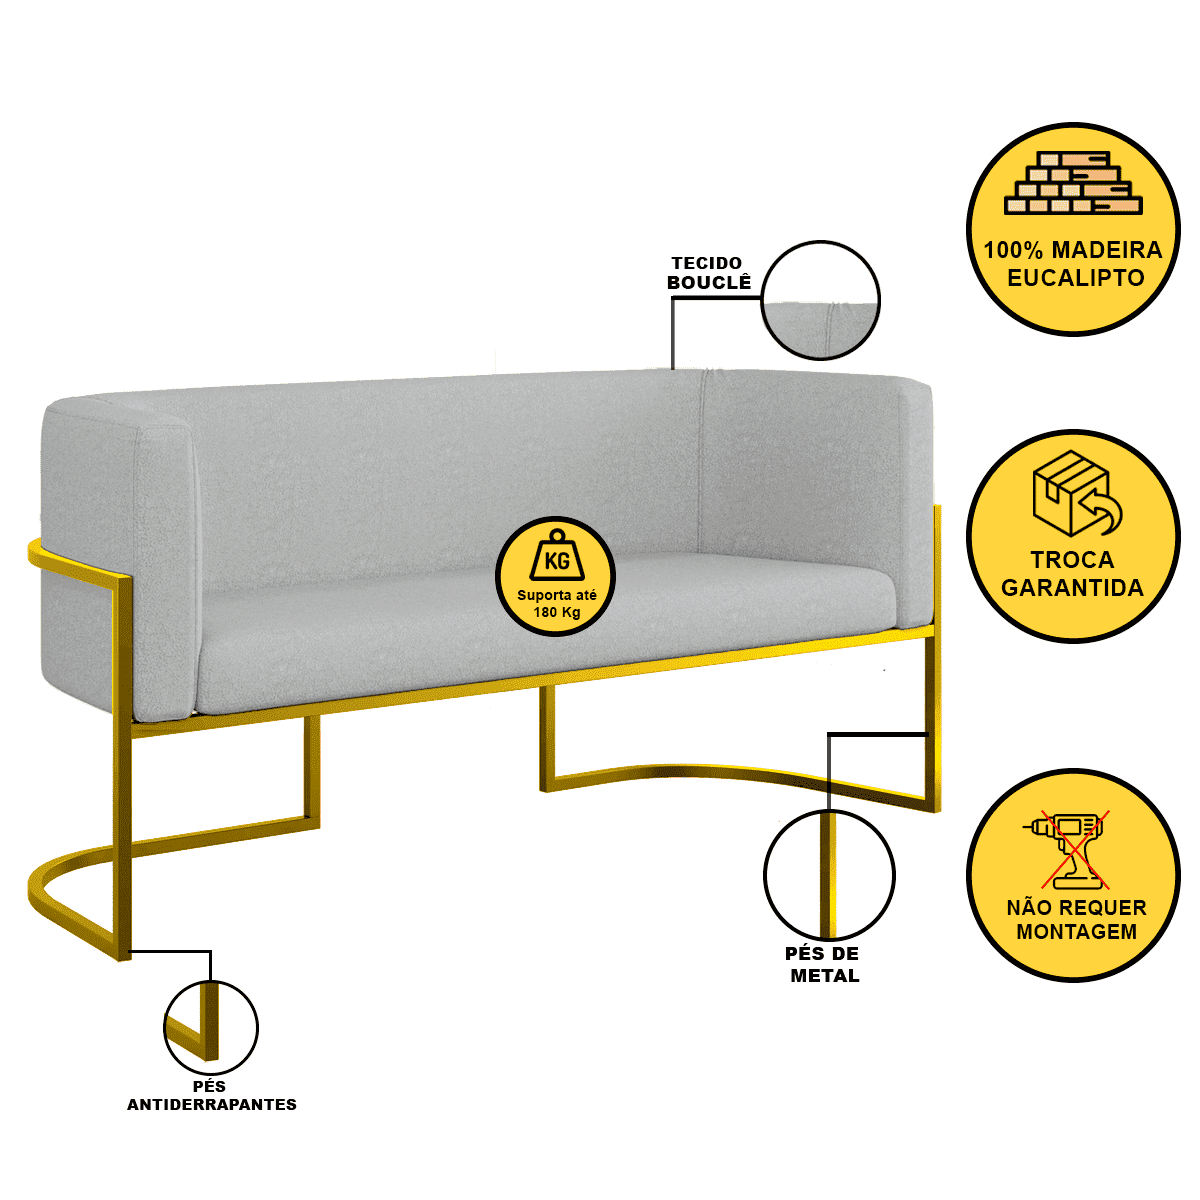 TECIDO
BOUCLÊ
100% MADEIRA
EUCALIPTO
KG
Suporta até
180 Kg
TROCA
GARANTIDA
NÃO REQUER
MONTAGEM
PÉS DE
METAL
PÉS
ANTIDERRAPANTES